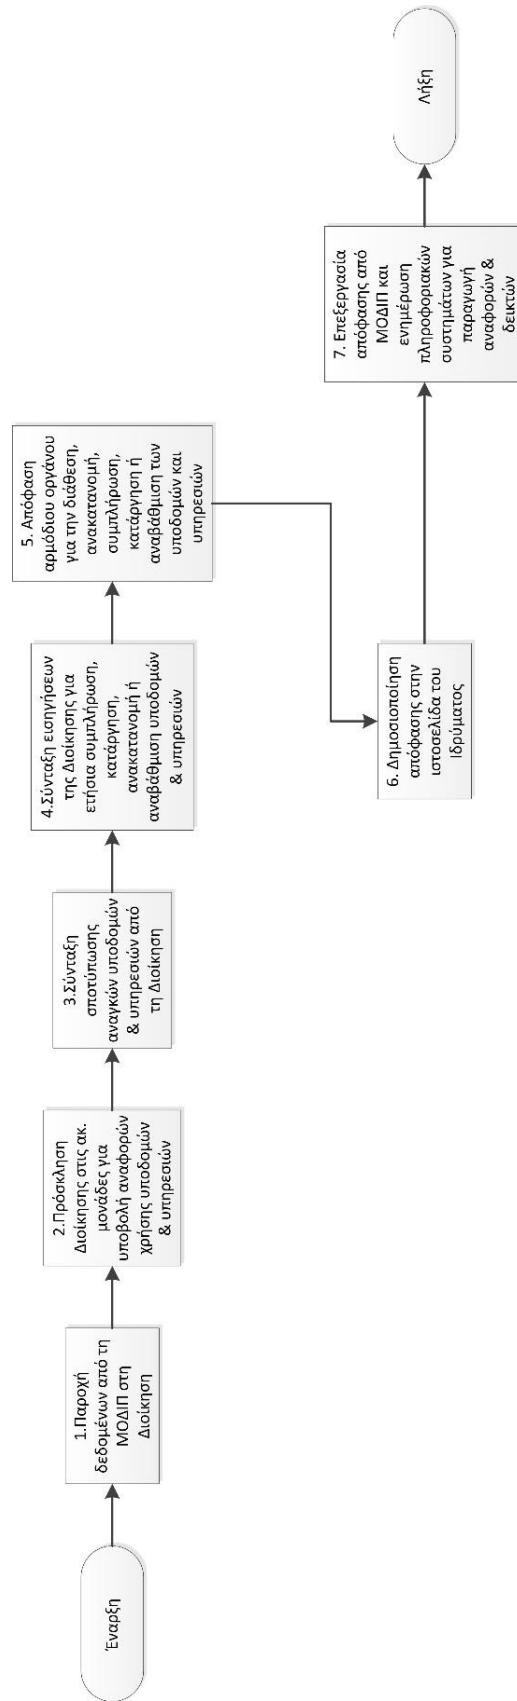 Έναρξη
1.Παροχή
δεδομένων από τη
ΜΟΔΙΠ στη
Διοίκηση
2.Πρόσκληση
Διοίκησης στις ακ.
μονάδες για
υποβολή αναφορών
χρήσης υποδομών
& υπηρεσιών
3.Σύνταξη
σποτύπωσης
αναγκών υποδομών
& υπηρεσιών από
τη Διοίκηση
4.Σύνταξη εισηγήσεων
της Διοίκησης για
ετήσια συμπλήρωση,
κατάργηση,
ανακατανομή ή
αναβάθμιση υποδομών
& υπηρεσιών
5. Απόφαση
αρμόδιου οργάνου
για την διάθεση,
ανακατανομή,
συμπλήρωση,
κατάργηση ή
αναβάθμιση των
υποδομών και
υπηρεσιών
6. Δημοσιοποίηση
απόφασης στην
ιστοσελίδα του
Ιδρύματος
7. Επεξεργασία
απόφασης από
ΜΟΔΙΠ και
ενημέρωση
πληροφοριακών
συστημάτων για
παραγωγή
αναφορών &
δεικτών
Λήξη